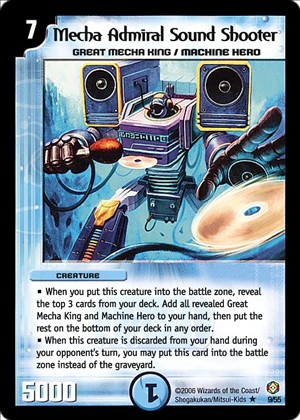 7
Mecha Admiral Sound Shooter
GREAT MECHA KING / MACHINE HERO
CREATURE
▪ When you put this creature into the battle zone, reveal
the top 3 cards from your deck. Add all revealed Great
Mecha King and Machine Hero to your hand, then put the
rest on the bottom of your deck in any order.
▪ When this creature is discarded from your hand during
your opponent's turn, you may put this card into the battle
zone instead of the graveyard.
5000
©2006 Wizards of the Coast/
Shogakukan/Mitsui-Kids ★ 9/55